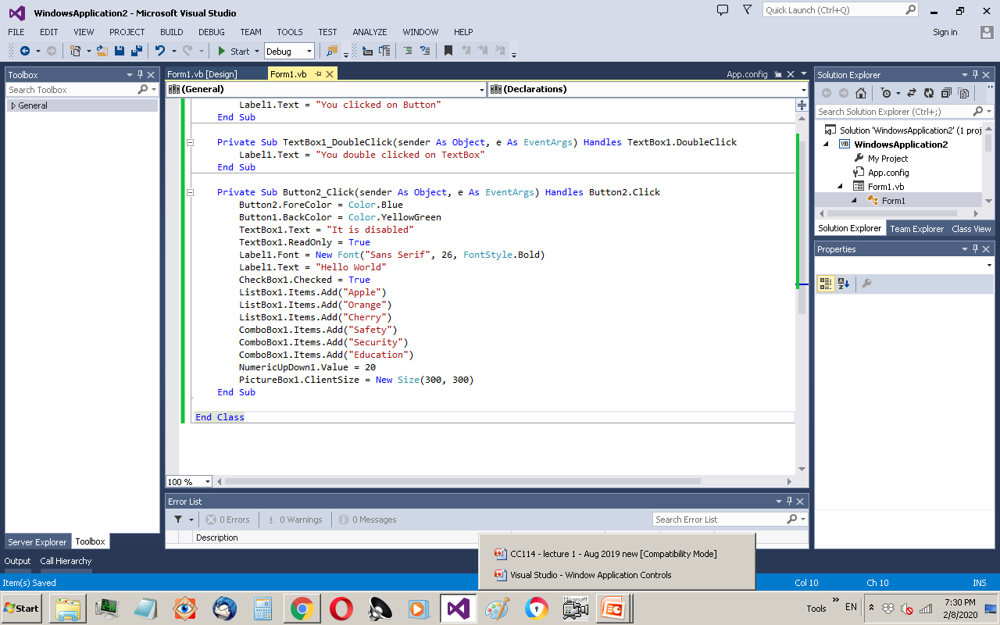 WindowsApplication2 - Microsoft Visual Studio
Quick Launch (Ctrl+Q)
FILE EDIT VIEW PROJECT BUILD DEBUG TEAM TOOLS TEST ANALYZE WINDOW HELP
Sign in
Start
Debug
Toolbox
Search Toolbox
General
Server Explorer
Toolbox
Form1.vb [Design]
Form1.vb
App.config
(General)
(Declarations)
Label1.Text = "You clicked on Button"
End Sub
Private Sub TextBox1_DoubleClick(sender As Object, e As EventArgs) Handles TextBox1.DoubleClick
Label1.Text = "You double clicked on TextBox"
End Sub
Private Sub Button2_Click(sender As Object, e As EventArgs) Handles Button2.Click
Button2.ForeColor = Color.Blue
Button1.BackColor = Color.YellowGreen
TextBox1.Text = "It is disabled"
TextBox1.ReadOnly = True
Label1.Font = New Font("Sans Serif", 26, FontStyle.Bold)
Label1.Text = "Hello World"
CheckBox1.Checked = True
ListBox1.Items.Add("Apple")
ListBox1.Items.Add("Orange")
ListBox1.Items.Add("Cherry")
ComboBox1.Items.Add("Safety")
ComboBox1.Items.Add("Security")
ComboBox1.Items.Add("Education")
NumericUpDown1.Value = 20
PictureBox1.ClientSize = New Size(300, 300)
End Sub
End Class
100 %
Error List
0 Errors
0 Warnings
0 Messages
Search Error List
Description
Solution Explorer
Search Solution Explorer (Ctrl+;)
Solution 'WindowsApplication2' (1 proj
VB WindowsApplication2
My Project
App.config
Form1.vb
Form1
Solution Explorer
Team Explorer
Class View
Properties
Output
Call Hierarchy
CC114 - lecture 1 - Aug 2019 new [Compatibility Mode]
Visual Studio - Window Application Controls
Item(s) Saved
Col 10
Ch 10
INS
Start
Microsoft
Tools
EN
7:30 PM
2/8/2020